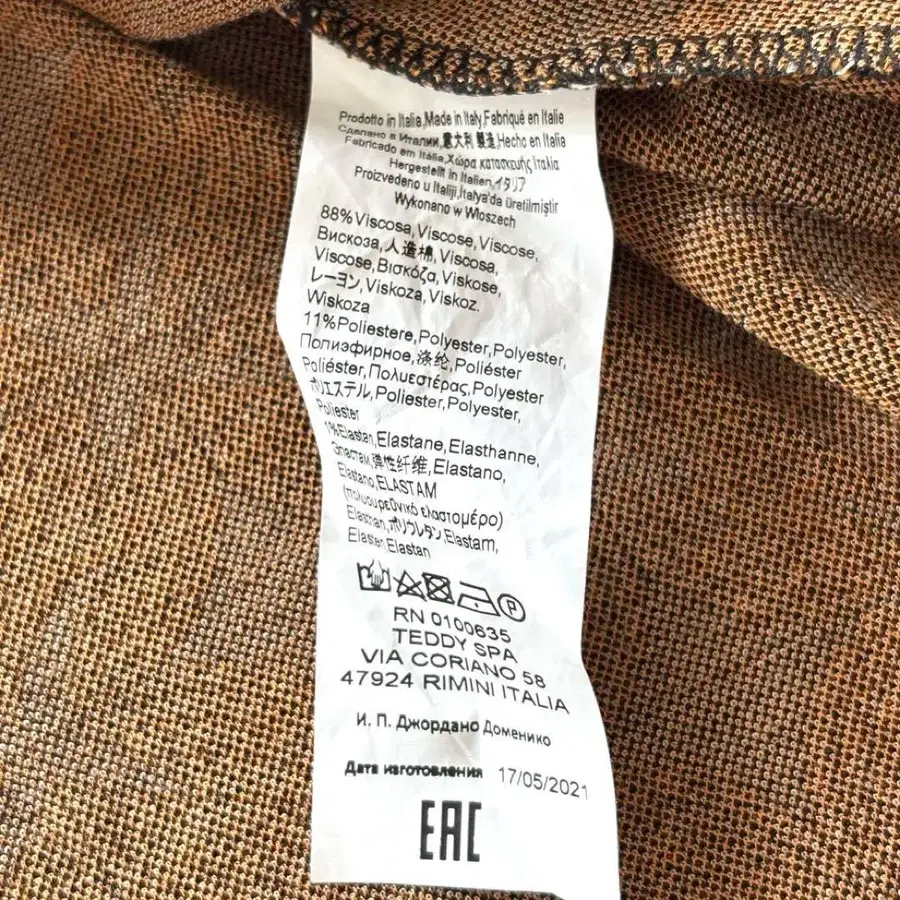 Prodotto in Italia,Made in Italy,Fabriqué en Italie
Сделано в Италии,意大利 製造,Hecho en Italia
Fabricado em Itália,Χώρα κατασκευής Ιταλία
Hergestellt in Italien,イタリア
Proizvedeno u Italiji,İtalya'da üretilmiştir
Wykonano w Włoszech
88%Viscosa,Viscose,Viscose,
Вискоза,人造棉,Viscosa,
Viscose,Βισκόζα,Viskose,
レーヨン,Viskoza,Viskoz.
Wiskoza
11%Poliestere,Polyester,Polyester,
Полиэфирное,涤纶,Poliéster
Poliéster,Πολυεστέρας,Polyester
ポリエステル,Poliester,Polyester,
Poliester
1%Elastan,Elastane,Elasthanne,
Эластам,弹性纤维,Elastano,
Elastano,ELASTAM
(πολυουρεθνικό ελαστομέρο)
Elasthan,ポリウレタン,Elastam,
Elaster,Elastan
P
RN 0100635
TEDDY SPA
VIA CORIANO 58
47924 RIMINI ITALIA
И. П. Джордано Доменико
Дата изготовления 17/05/2021
EAC